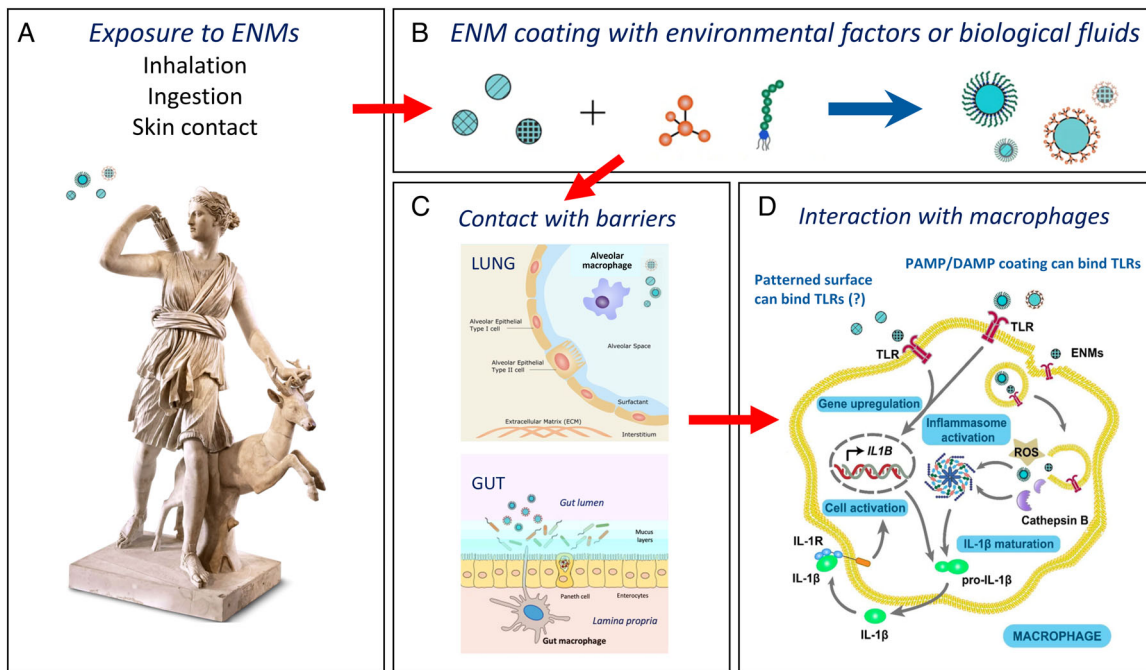 A
Exposure to ENMs
Inhalation
Ingestion
Skin contact
B
ENM coating with environmental factors or biological fluids
+
C
Contact with barriers
LUNG
Alveolar
macrophage
Alveolar Epithelial
Type I cell
Alveolar Space
Alveolar Epithelial
Type II cell
Surfactant
Extracellular Matrix (ECM)
Interstitium
GUT
Gut lumen
Mucus
layers
Paneth cell
Enterocytes
Lamina propria
Gut macrophage
D
Interaction with macrophages
PAMP/DAMP coating can bind TLRs
Patterned surface
can bind TLRs (?)
TLR
TLR
ENMs
Gene upregulation
Inflammasome
activation
IL1B
ROS
Cell activation
Cathepsin B
IL-1R
IL-1β maturation
IL-1β
pro-IL-1β
IL-1β
MACROPHAGE